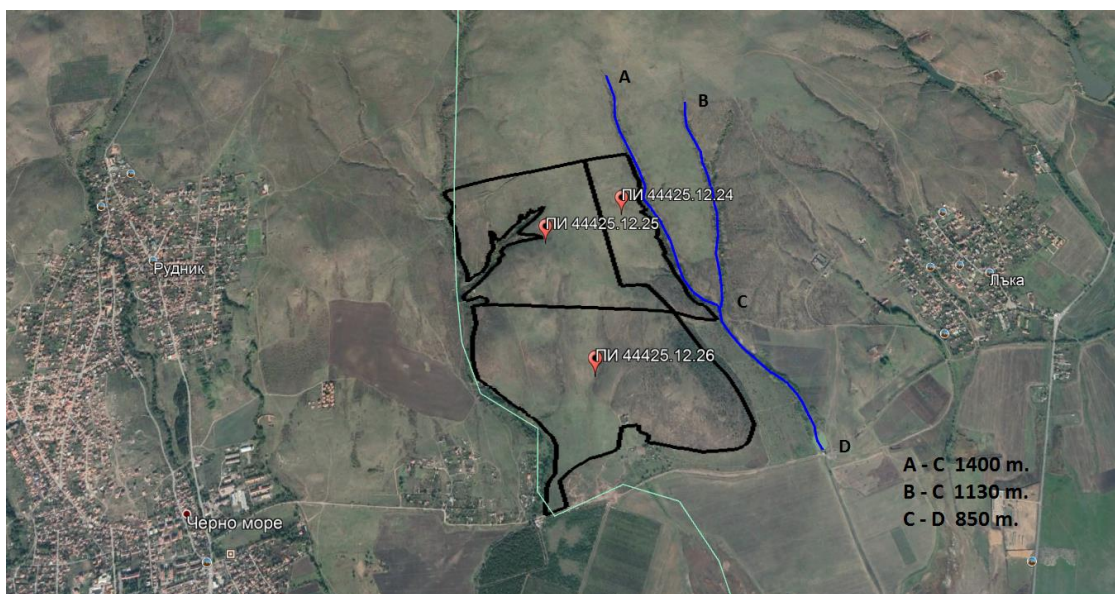 A
B
ПИ 44425.12.24
ПИ 44425.12.25
Рудник
Лъка
C
ПИ 44425.12.26
D
A - C 1400 m.
B - C 1130 m.
C - D 850 m.
Черно море